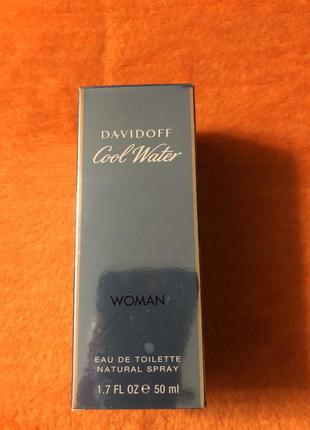 DAVIDOFF
Cool Water
WOMAN
EAU DE TOILETTE
NATURAL SPRAY
1.7 FL OZ e 50 ml